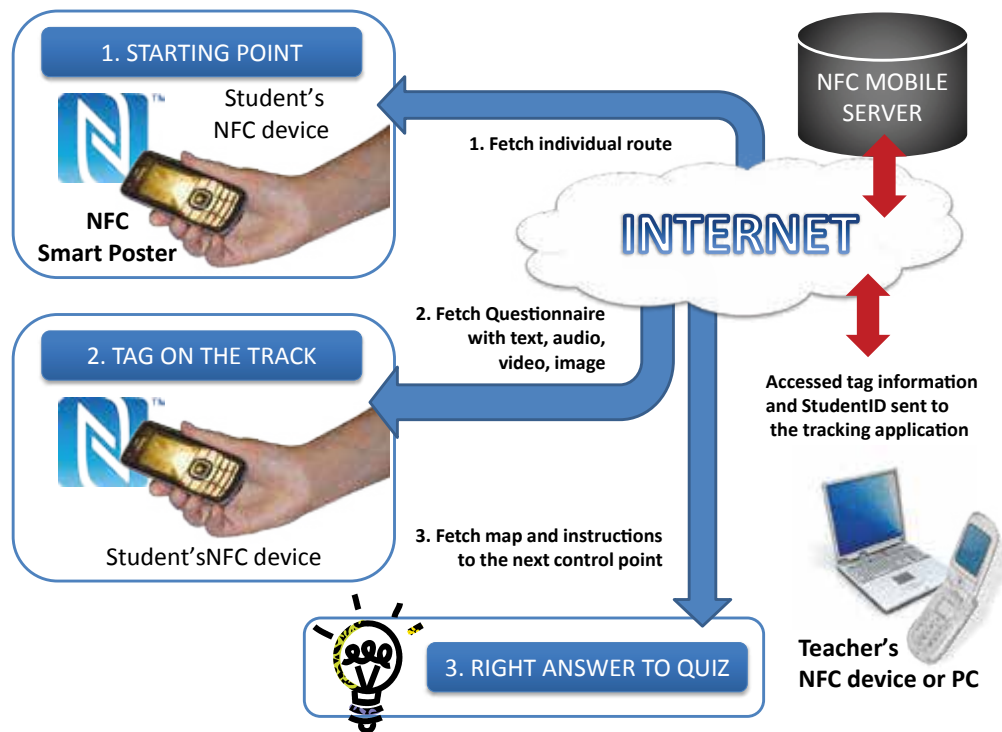 1. STARTING POINT
Student's
NFC device
TM
NFC
Smart Poster
1. Fetch individual route
NFC MOBILE
SERVER
INTERNET
2. Fetch Questionnaire
with text, audio,
video, image
2. TAG ON THE TRACK
TM
Student'sNFC device
Accessed tag information
and StudentID sent to
the tracking application
3. Fetch map and instructions
to the next control point
3. RIGHT ANSWER TO QUIZ
Teacher's
NFC device or PC